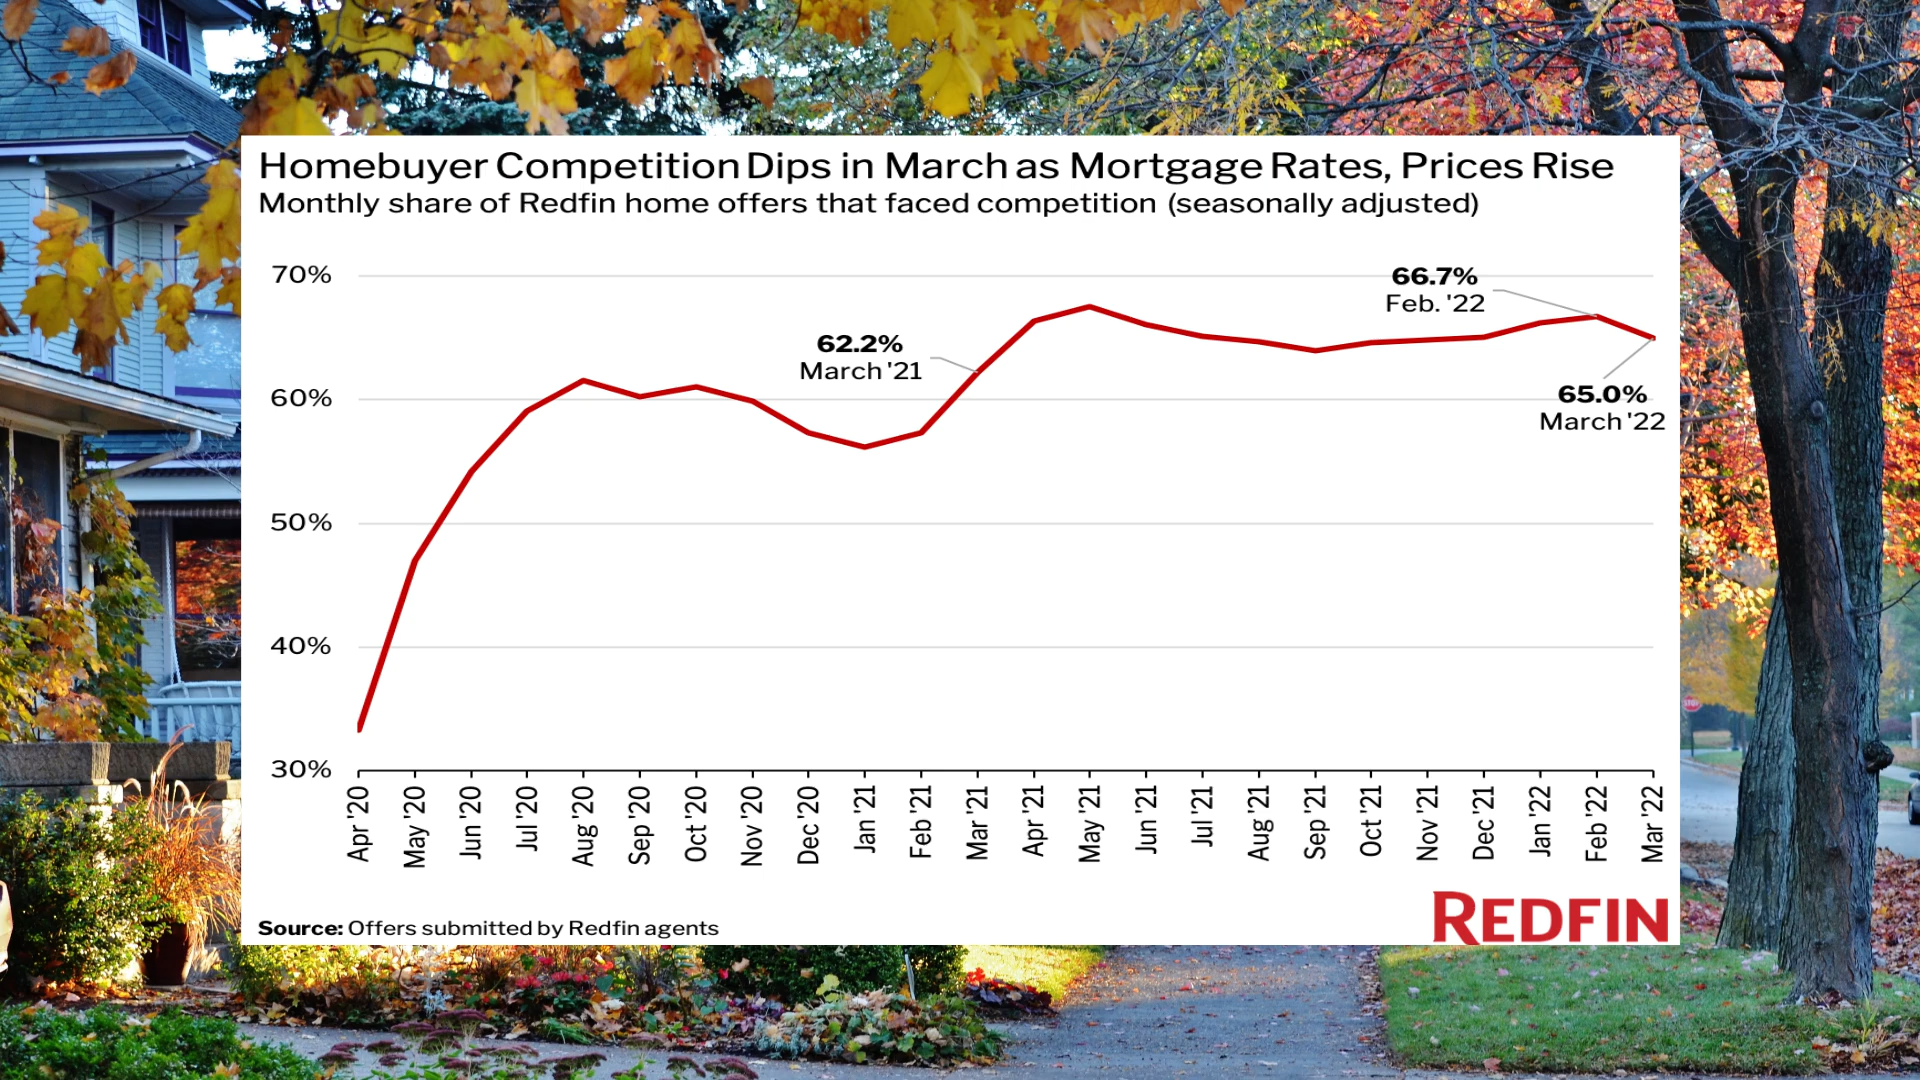 Homebuyer Competition Dips in March as Mortgage Rates, Prices Rise
Monthly share of Redfin home offers that faced competition (seasonally adjusted)
70%
60%
50%
40%
30%
62.2%
March '21
66.7%
Feb. '22
65.0%
March '22
Apr '20
May '20
Jun '20
Jul '20
Aug '20
Sep '20
Oct '20
Nov '20
Dec '20
Jan '21
Feb '21
Mar '21
Apr '21
May '21
Jun '21
Jul '21
Aug '21
Sep '21
Oct '21
Nov '21
Dec '21
Jan '22
Feb '22
Mar '22
Source: Offers submitted by Redfin agents
REDFIN
STOP